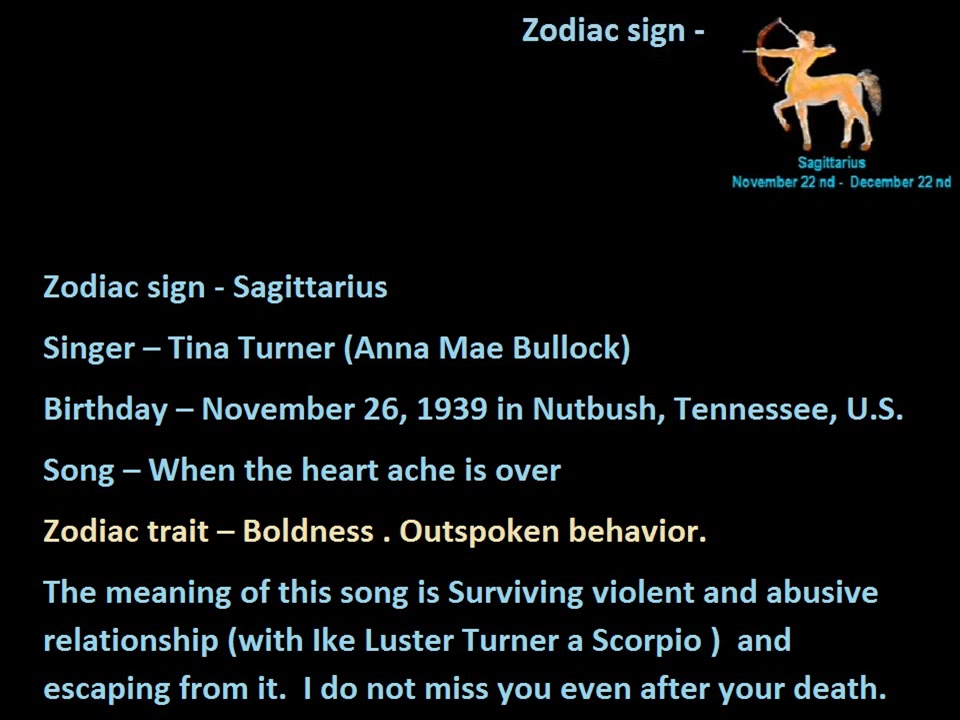 Zodiac sign -
Sagittarius
November 22 nd - December 22 nd
Zodiac sign - Sagittarius
Singer – Tina Turner (Anna Mae Bullock)
Birthday – November 26, 1939 in Nutbush, Tennessee, U.S.
Song – When the heart ache is over
Zodiac trait – Boldness . Outspoken behavior.
The meaning of this song is Surviving violent and abusive
relationship (with Ike Luster Turner a Scorpio )  and
escaping from it.  I do not miss you even after your death.